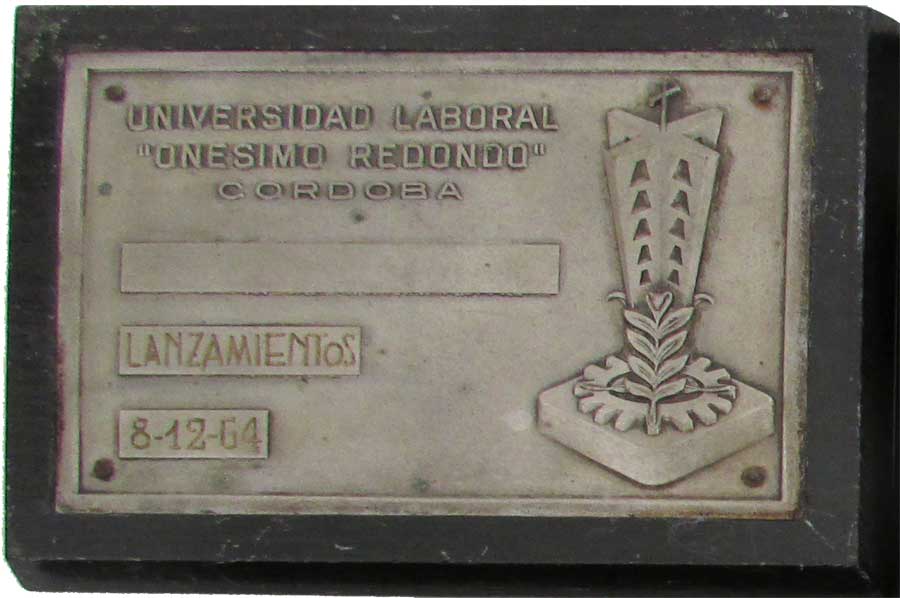 UNIVERSIDAD LABORAL
"ONESIMO REDONDO"
CORDOBA
LANZAMIENToS
8-12-64